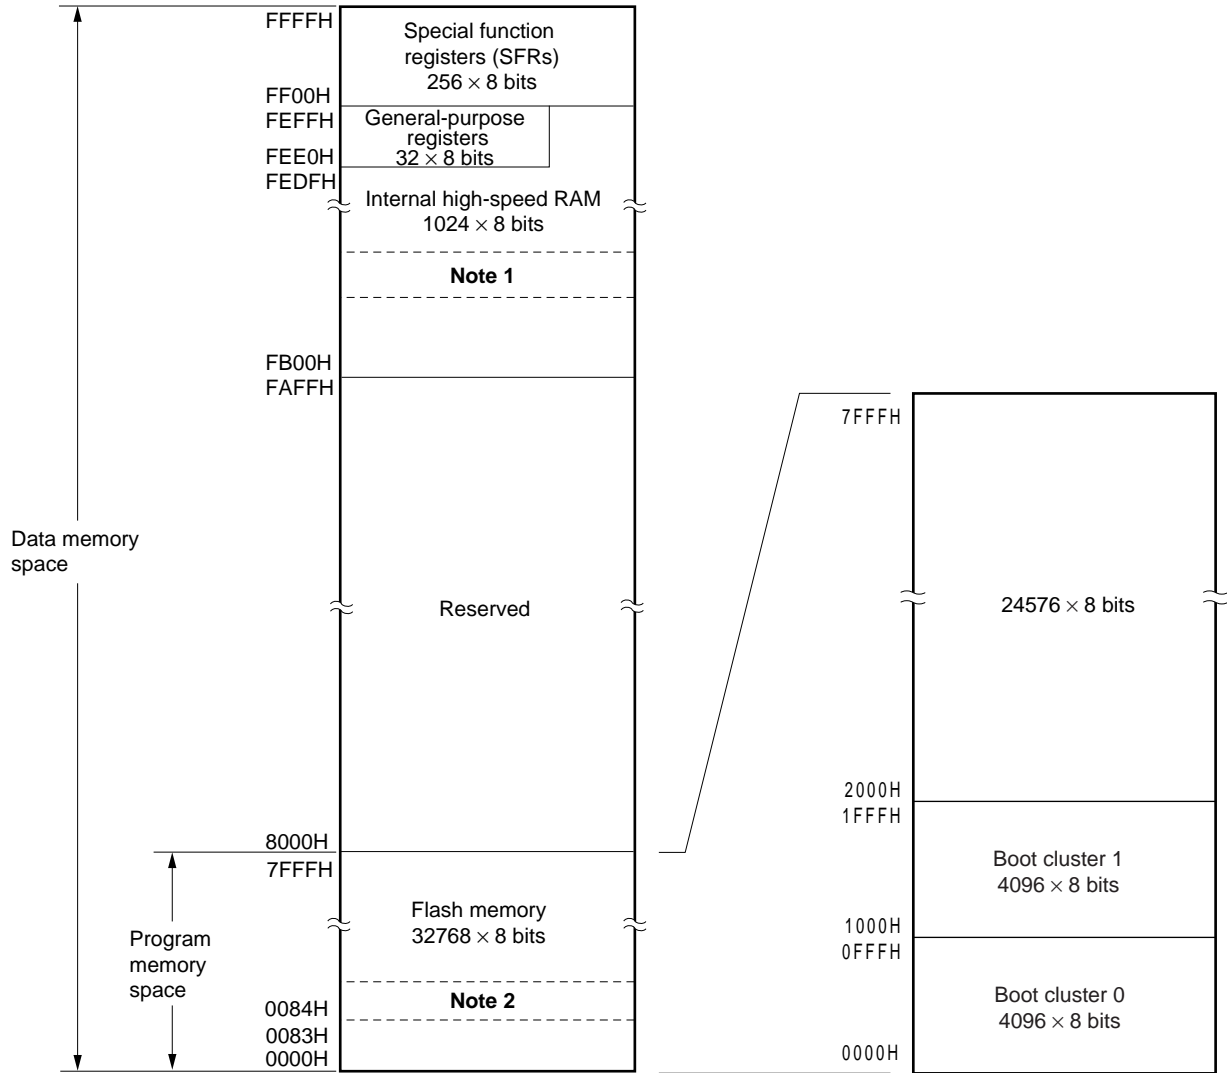 FFFFH
Special function
registers (SFRs)
256 × 8 bits
FF00H
FEFFH
General-purpose
registers
32 × 8 bits
FEE0H
FEDFH
Internal high-speed RAM
1024 × 8 bits
Note 1
FB00H
FAFFH
Data memory
space
Reserved
8000H
7FFFH
Flash memory
32768 × 8 bits
Program
memory
space
Note 2
0084H
0083H
0000H
7FFFH
24576 × 8 bits
2000H
1FFFH
Boot cluster 1
4096 × 8 bits
1000H
0FFFH
Boot cluster 0
4096 × 8 bits
0000H